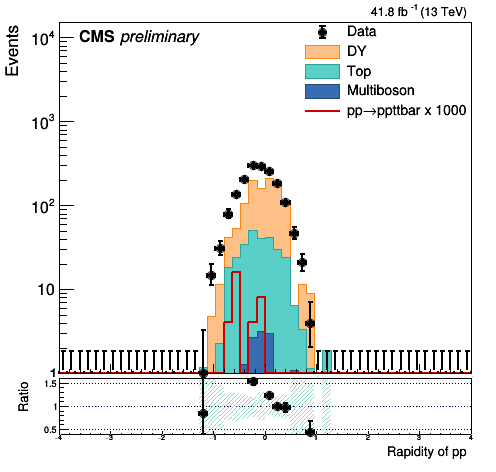 41.8 fb⁻¹ (13 TeV)
Events
CMS preliminary
Data
DY
Top
Multiboson
pp→ppttbar x 1000
10⁴
10³
10²
10
1
Ratio
1.5
1
0.5
-4 -3 -2 -1 0 1 2 3 4
Rapidity of pp